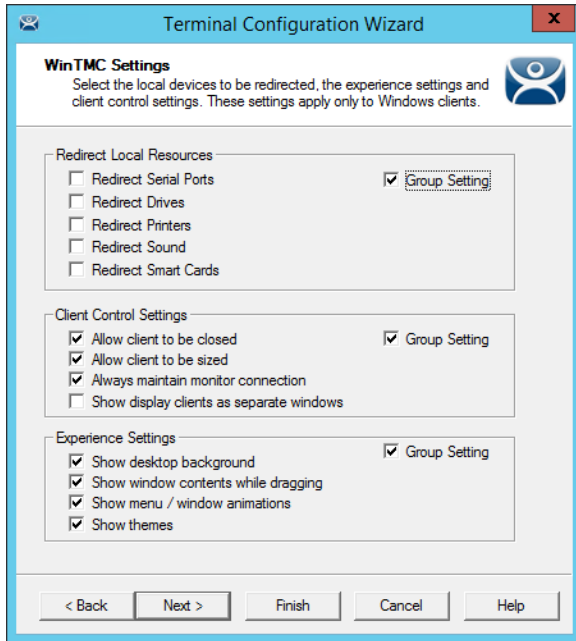 Terminal Configuration Wizard
x
WinTMC Settings
Select the local devices to be redirected, the experience settings and
client control settings. These settings apply only to Windows clients.
Redirect Local Resources
Redirect Serial Ports
Group Setting
Redirect Drives
Redirect Printers
Redirect Sound
Redirect Smart Cards
Client Control Settings
Allow client to be closed
Group Setting
Allow client to be sized
Always maintain monitor connection
Show display clients as separate windows
Experience Settings
Group Setting
Show desktop background
Show window contents while dragging
Show menu / window animations
Show themes
< Back Next > Finish Cancel Help